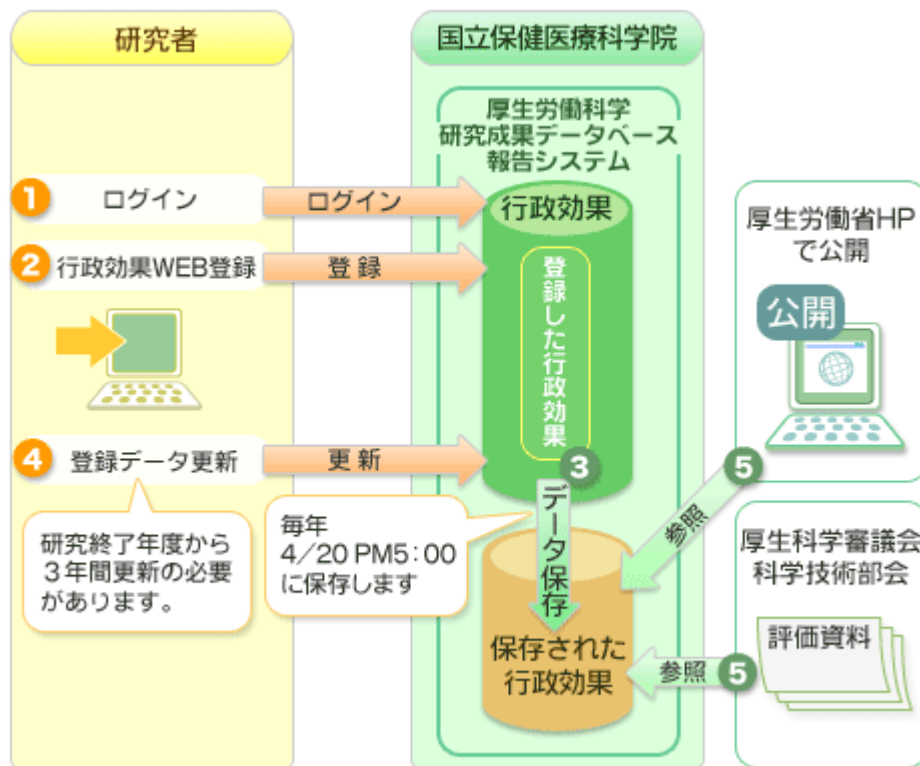 研究者
国立保健医療科学院
厚生労働科学
研究成果データベース
報告システム
1 ログイン
ログイン
行政効果
2 行政効果WEB登録
登 録
登録した行政効果
厚生労働省HP
で公開
公開
4 登録データ更新
更 新
3
データ保存
研究終了年度から
３年間更新の必要
があります。
毎年
4／20 PM5：00
に保存します
5
参照
厚生科学審議会
科学技術部会
評価資料
5
参照
保存された
行政効果